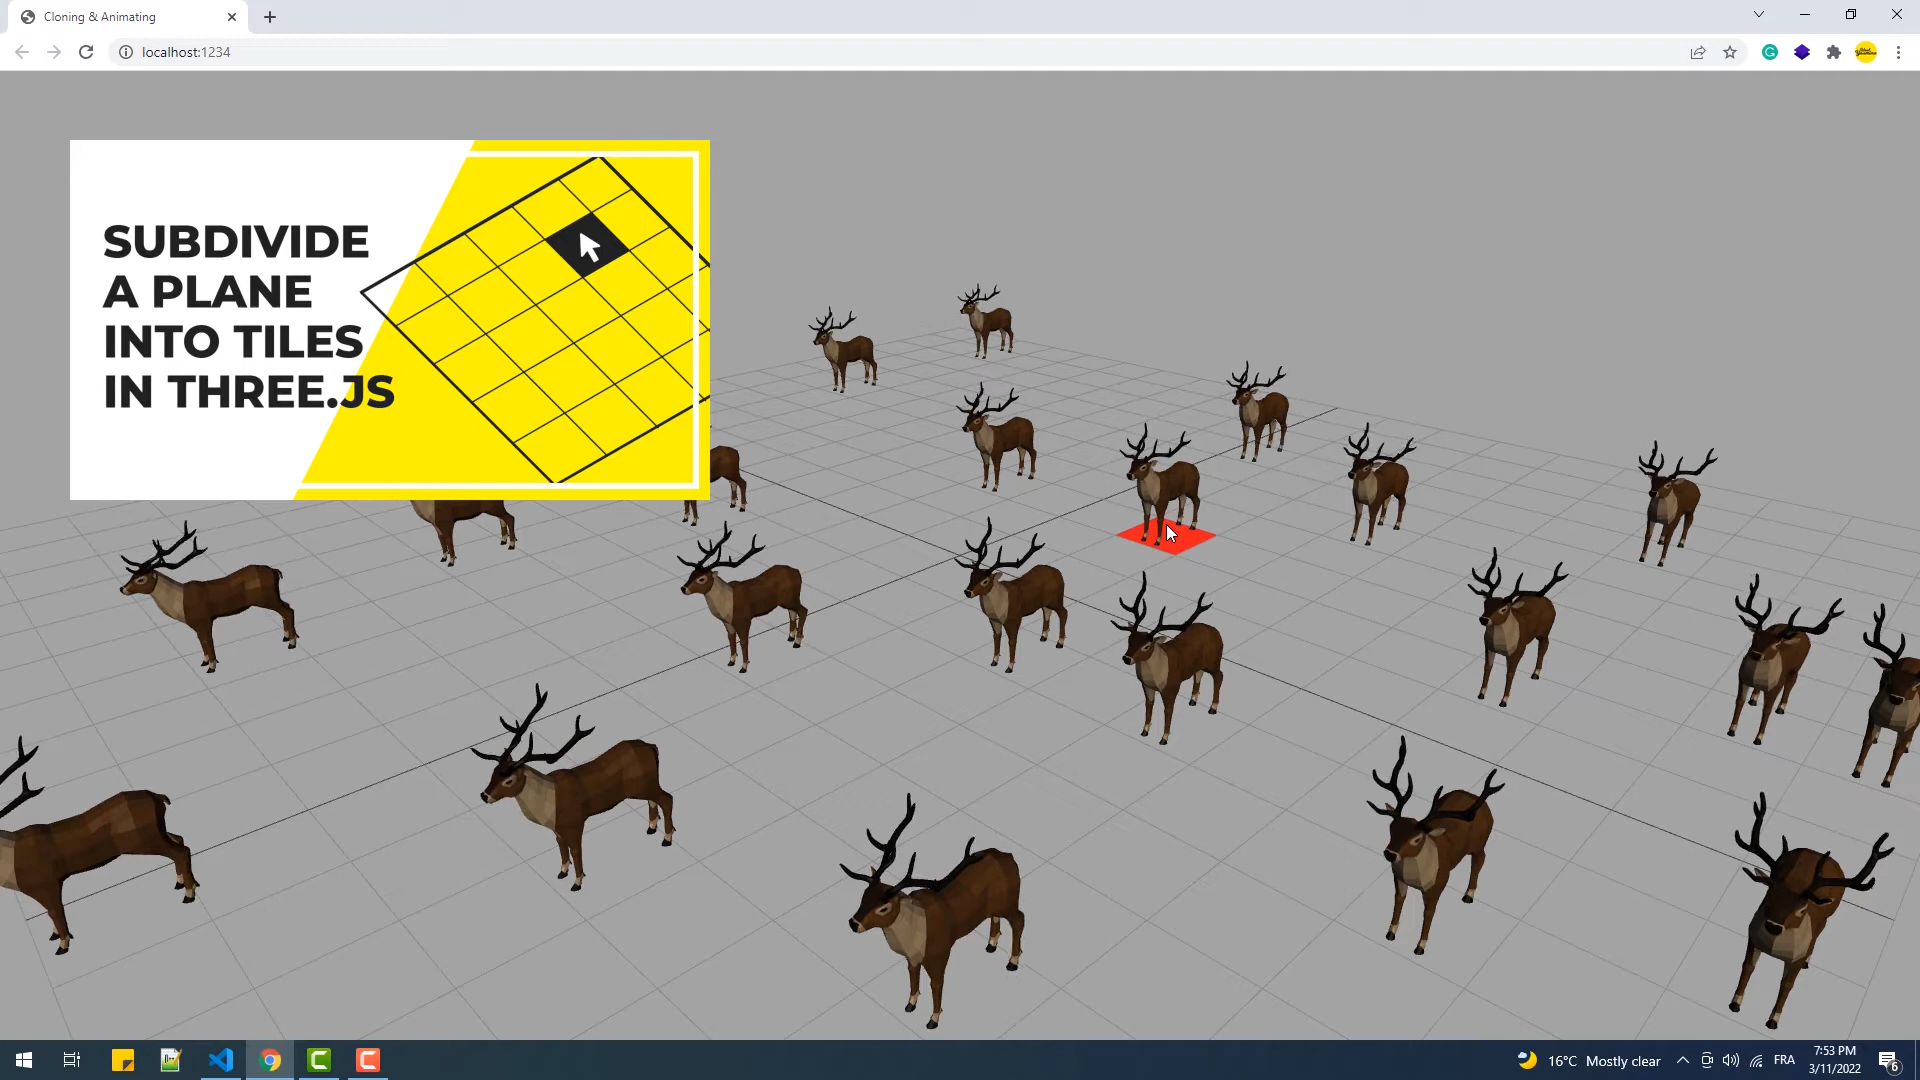 Cloning & Animating
localhost:1234
SUBDIVIDE
A PLANE
INTO TILES
IN THREE.JS
16°C Mostly clear
FRA
7:53 PM
3/11/2022
6